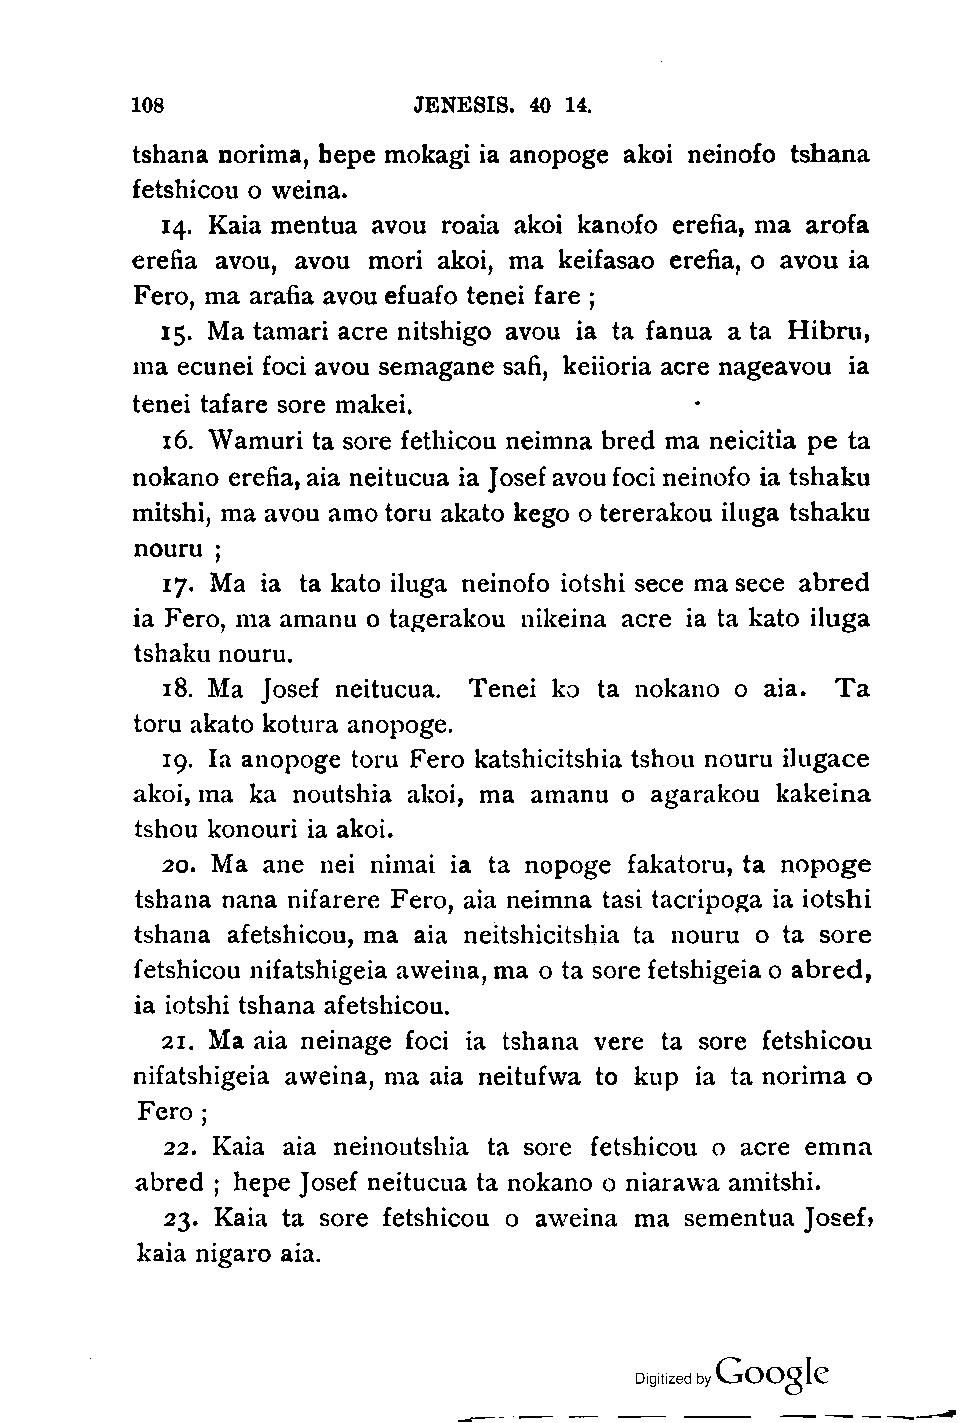 108 JENESIS. 40 14.
tshana norima, hepe mokagi ia anopoge akoi neinofo tshana
fetshicou o weina.
14. Kaia mentua avou roaia akoi kanofo erefia, ma arofa
erefia avou, avou mori akoi, ma keifasao erefia, o avou ia
Fero, ma arafia avou efuafo tenei fare ;
15. Ma tamari acre nitshigo avou ia ta fanua a ta Hibru,
ma ecunei foci avou semagane safi, keiioria acre nageavou ia
tenei tafare sore makei.
16. Wamuri ta sore fethicou neimna bred ma neicitia pe ta
nokano erefia, aia neitucua ia Josef avou foci neinofo ia tshaku
mitshi, ma avou amo toru akato kego o tererakou iluga tshaku
nouru ;
17. Ma ia ta kato iluga neinofo iotshi sece ma sece abred
ia Fero, ma amanu o tagerakou nikeina acre ia ta kato iluga
tshaku nouru.
18. Ma Josef neitucua. Tenei ko ta nokano o aia. Ta
toru akato kotura anopoge.
19. Ia anopoge toru Fero katshicitshia tshou nouru ilugace
akoi, ma ka noutshia akoi, ma amanu o agarakou kakeina
tshou konouri ia akoi.
20. Ma ane nei nimai ia ta nopoge fakatoru, ta nopoge
tshana nana nifarere Fero, aia neimna tasi tacripoga ia iotshi
tshana afetshicou, ma aia neitshicitshia ta nouru o ta sore
fetshicou nifatshigeia aweina, ma o ta sore fetshigeia o abred,
ia iotshi tshana afetshicou.
21. Ma aia neinage foci ia tshana vere ta sore fetshicou
nifatshigeia aweina, ma aia neitufwa to kup ia ta norima o
Fero ;
22. Kaia aia neinoutshia ta sore fetshicou o acre emna
abred ; hepe Josef neitucua ta nokano o niarawa amitshi.
23. Kaia ta sore fetshicou o aweina ma sementua Josef,
kaia nigaro aia.
Digitized by Google